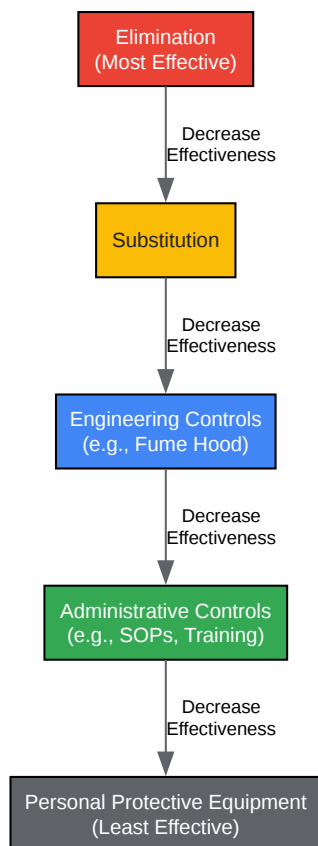 Elimination
(Most Effective)
Decrease
Effectiveness
Substitution
Decrease
Effectiveness
Engineering Controls
(e.g., Fume Hood)
Decrease
Effectiveness
Administrative Controls
(e.g., SOPs, Training)
Decrease
Effectiveness
Personal Protective Equipment
(Least Effective)